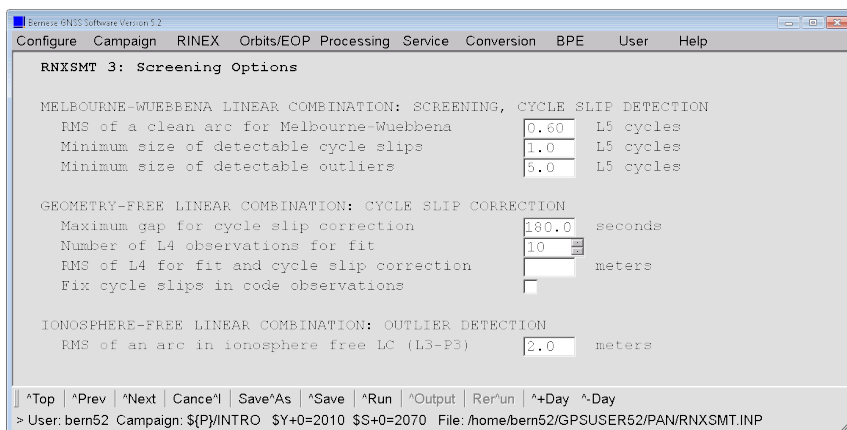 Bernese GNSS Software Version 5.2
Configure Campaign RINEX Orbits/EOP Processing Service Conversion BPE User Help
RNXSMT 3: Screening Options
MELBOURNE-WUEBBENA LINEAR COMBINATION: SCREENING, CYCLE SLIP DETECTION
RMS of a clean arc for Melbourne-Wuebbena 0.60 L5 cycles
Minimum size of detectable cycle slips 1.0 L5 cycles
Minimum size of detectable outliers 5.0 L5 cycles
GEOMETRY-FREE LINEAR COMBINATION: CYCLE SLIP CORRECTION
Maximum gap for cycle slip correction 180.0 seconds
Number of L4 observations for fit 10
RMS of L4 for fit and cycle slip correction meters
Fix cycle slips in code observations
IONOSPHERE-FREE LINEAR COMBINATION: OUTLIER DETECTION
RMS of an arc in ionosphere free LC (L3-P3) 2.0 meters
^Top ^Prev ^Next Cance^l Save^As ^Save ^Run ^Output Rer^un ^+Day ^-Day
> User: bern52 Campaign: ${P}/INTRO $Y+0=2010 $S+0=2070 File: /home/bern52/GPSUSER52/PAN/RNXSMT.INP